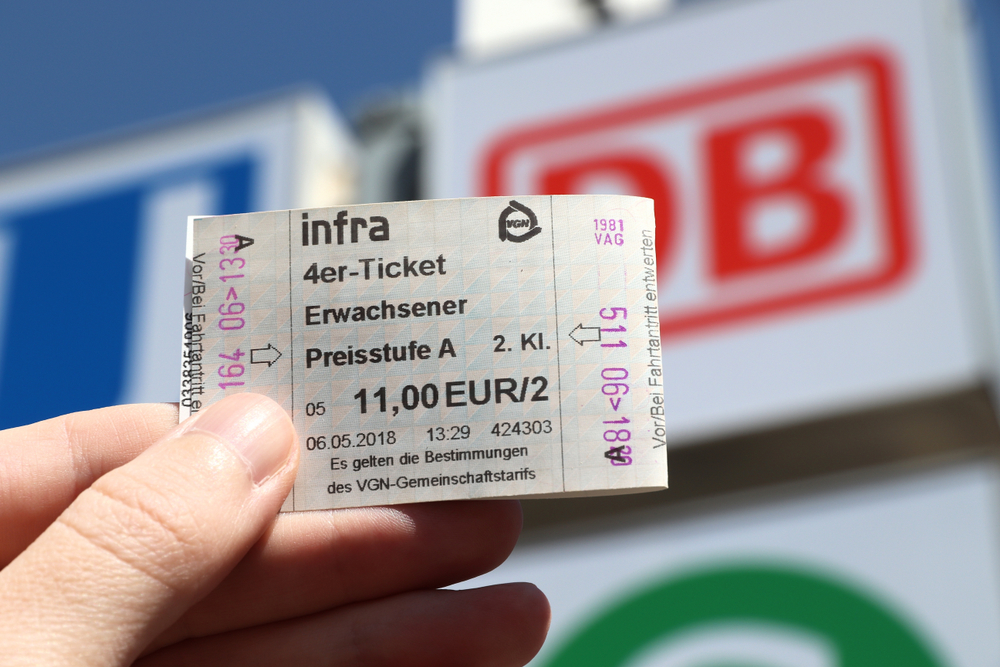 infra
VGN
4er-Ticket
Erwachsener
Preisstufe A
2. Kl.
05
11,00 EUR/2
06.05.2018 13:29 424303
Es gelten die Bestimmungen
des VGN-Gemeinschaftstarifs
A
164 06>1330
Vor/Bei Fahrtantritt
1981
VAG
511 06>18
A
Vor/Bei Fahrtantritt entwerten
DB